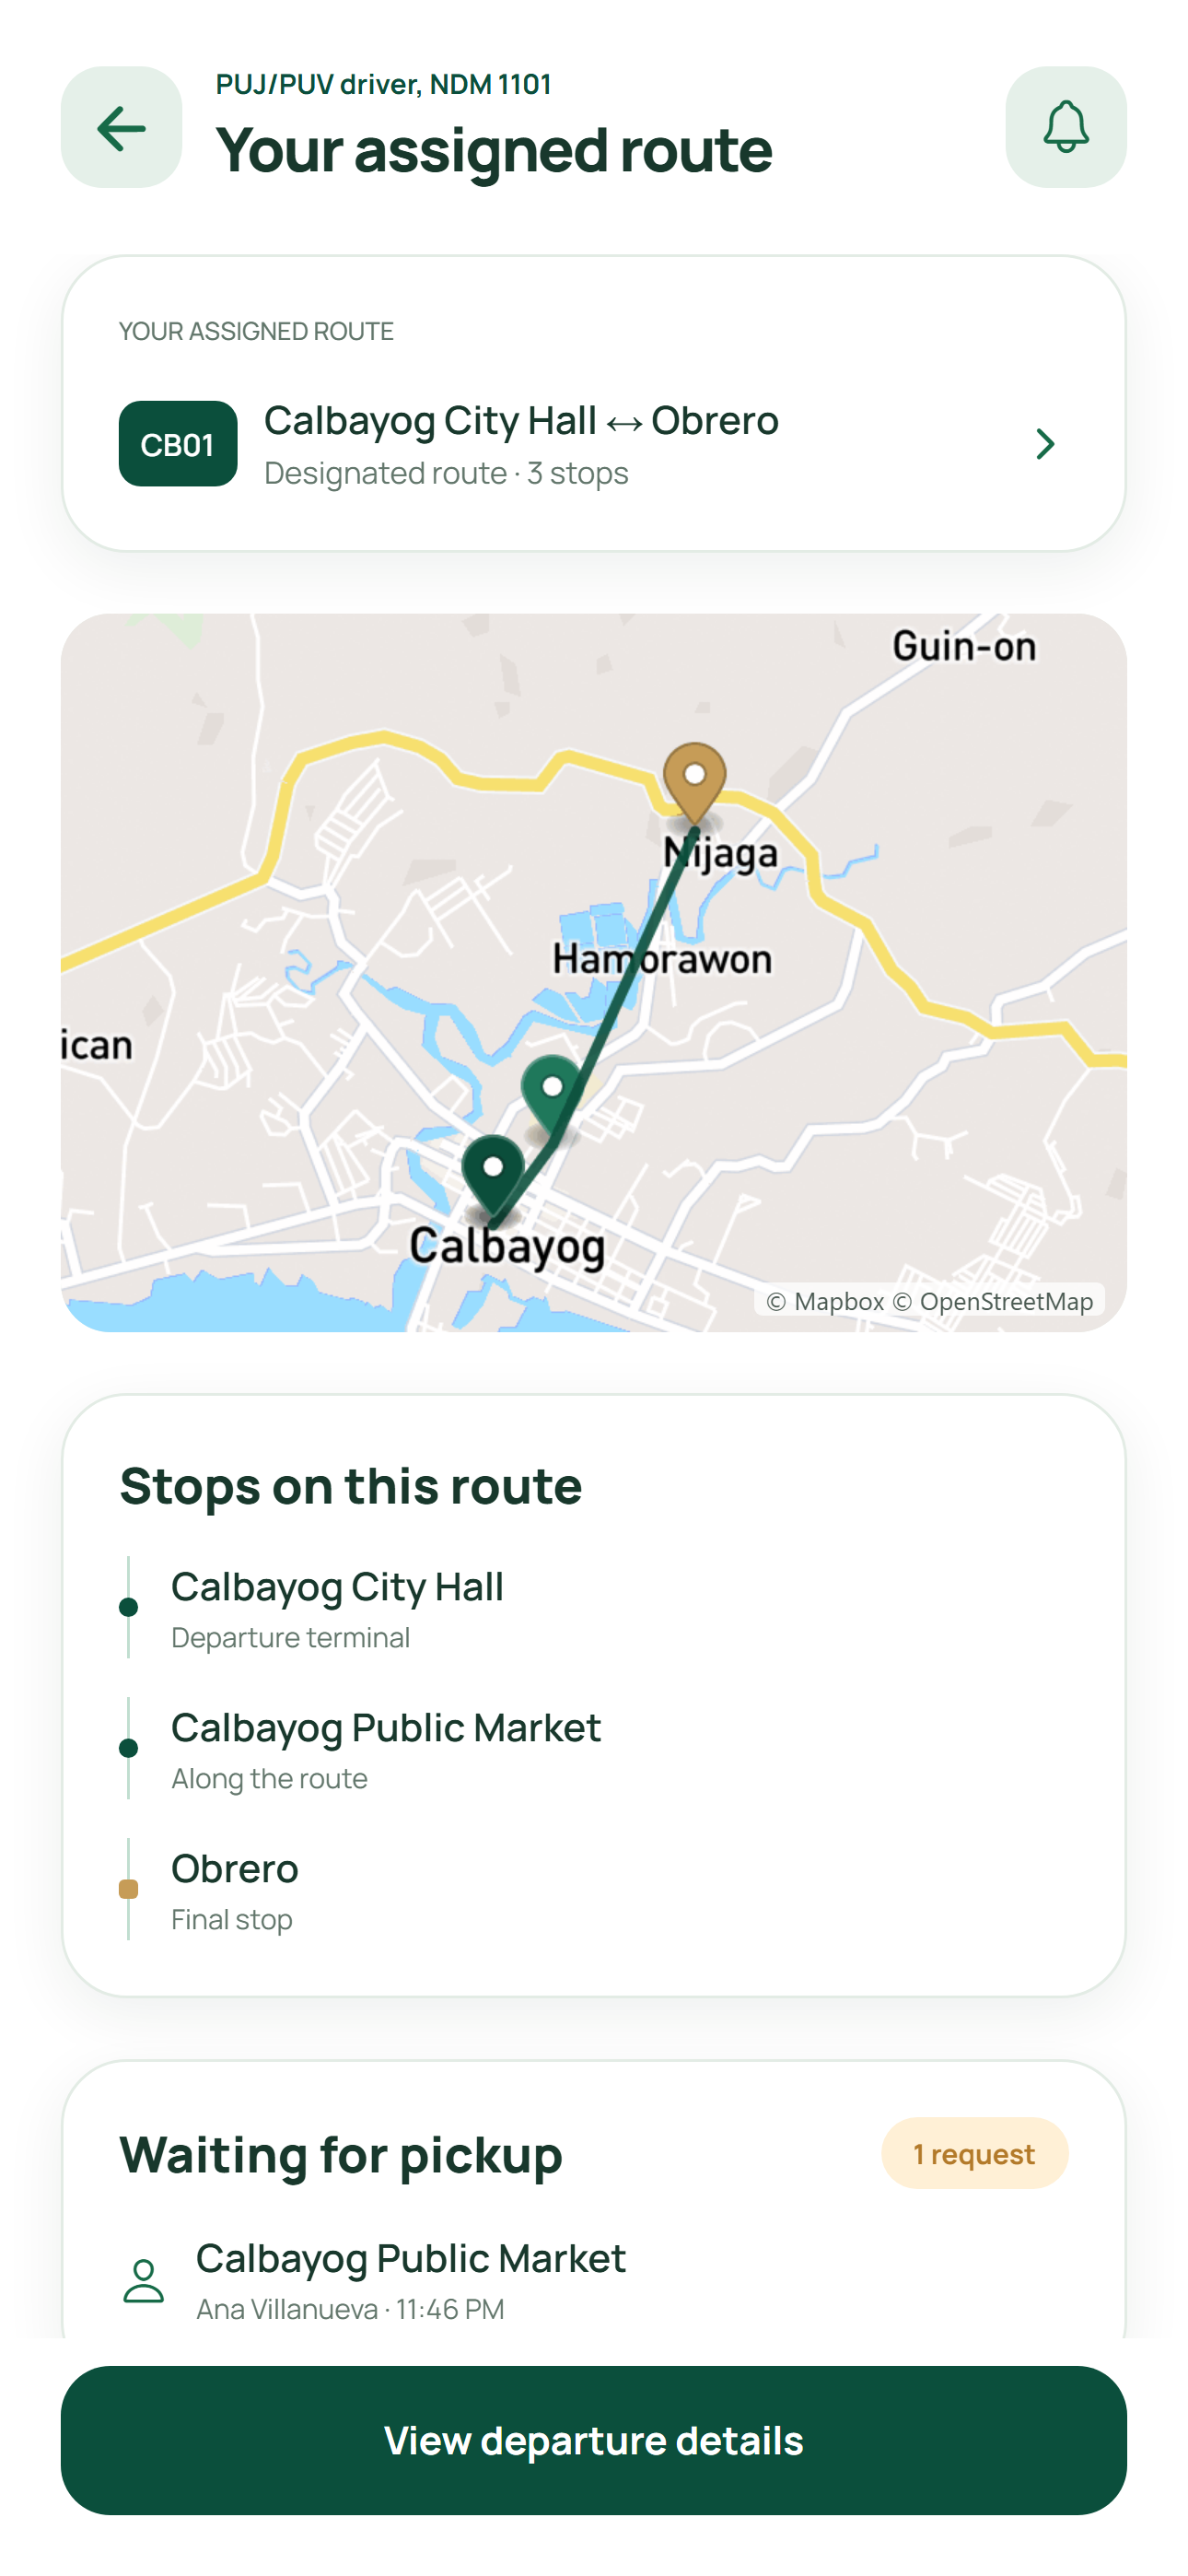 PUJ/PUV driver, NDM 1101
Your assigned route
YOUR ASSIGNED ROUTE
CB01
Calbayog City Hall ↔ Obrero
Designated route · 3 stops
Guin-on
Nijaga
Hamorawon
ican
Calbayog
© Mapbox © OpenStreetMap
Stops on this route
Calbayog City Hall
Departure terminal
Calbayog Public Market
Along the route
Obrero
Final stop
Waiting for pickup
1 request
Calbayog Public Market
Ana Villanueva · 11:46 PM
View departure details